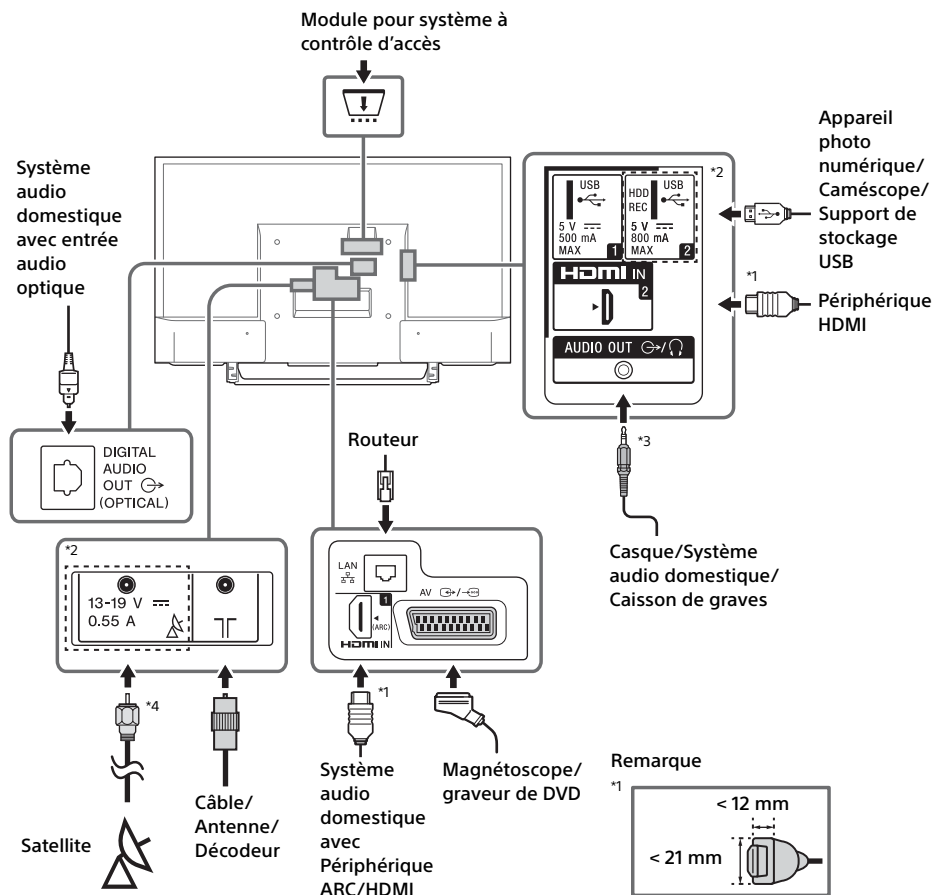 Module pour système à
contrôle d'accès
Système
audio
domestique
avec entrée
audio
optique
*2
USB
5 V
500 mA
MAX
1
HDD
REC
USB
5 V
800 mA
MAX
2
HDMI IN
2
AUDIO OUT
Appareil
photo
numérique/
Caméscope/
Support de
stockage
USB
*1
Périphérique
HDMI
*3
Casque/Système
audio domestique/
Caisson de graves
DIGITAL
AUDIO
OUT
(OPTICAL)
Routeur
*2
13-19 V
0.55 A
LAN
1
(ARC)
HDMI IN
AV
*4
Satellite
Câble/
Antenne/
Décodeur
*1
Système
audio
domestique
avec
Périphérique
ARC/HDMI
Magnétoscope/
graveur de DVD
Remarque
*1
< 12 mm
< 21 mm